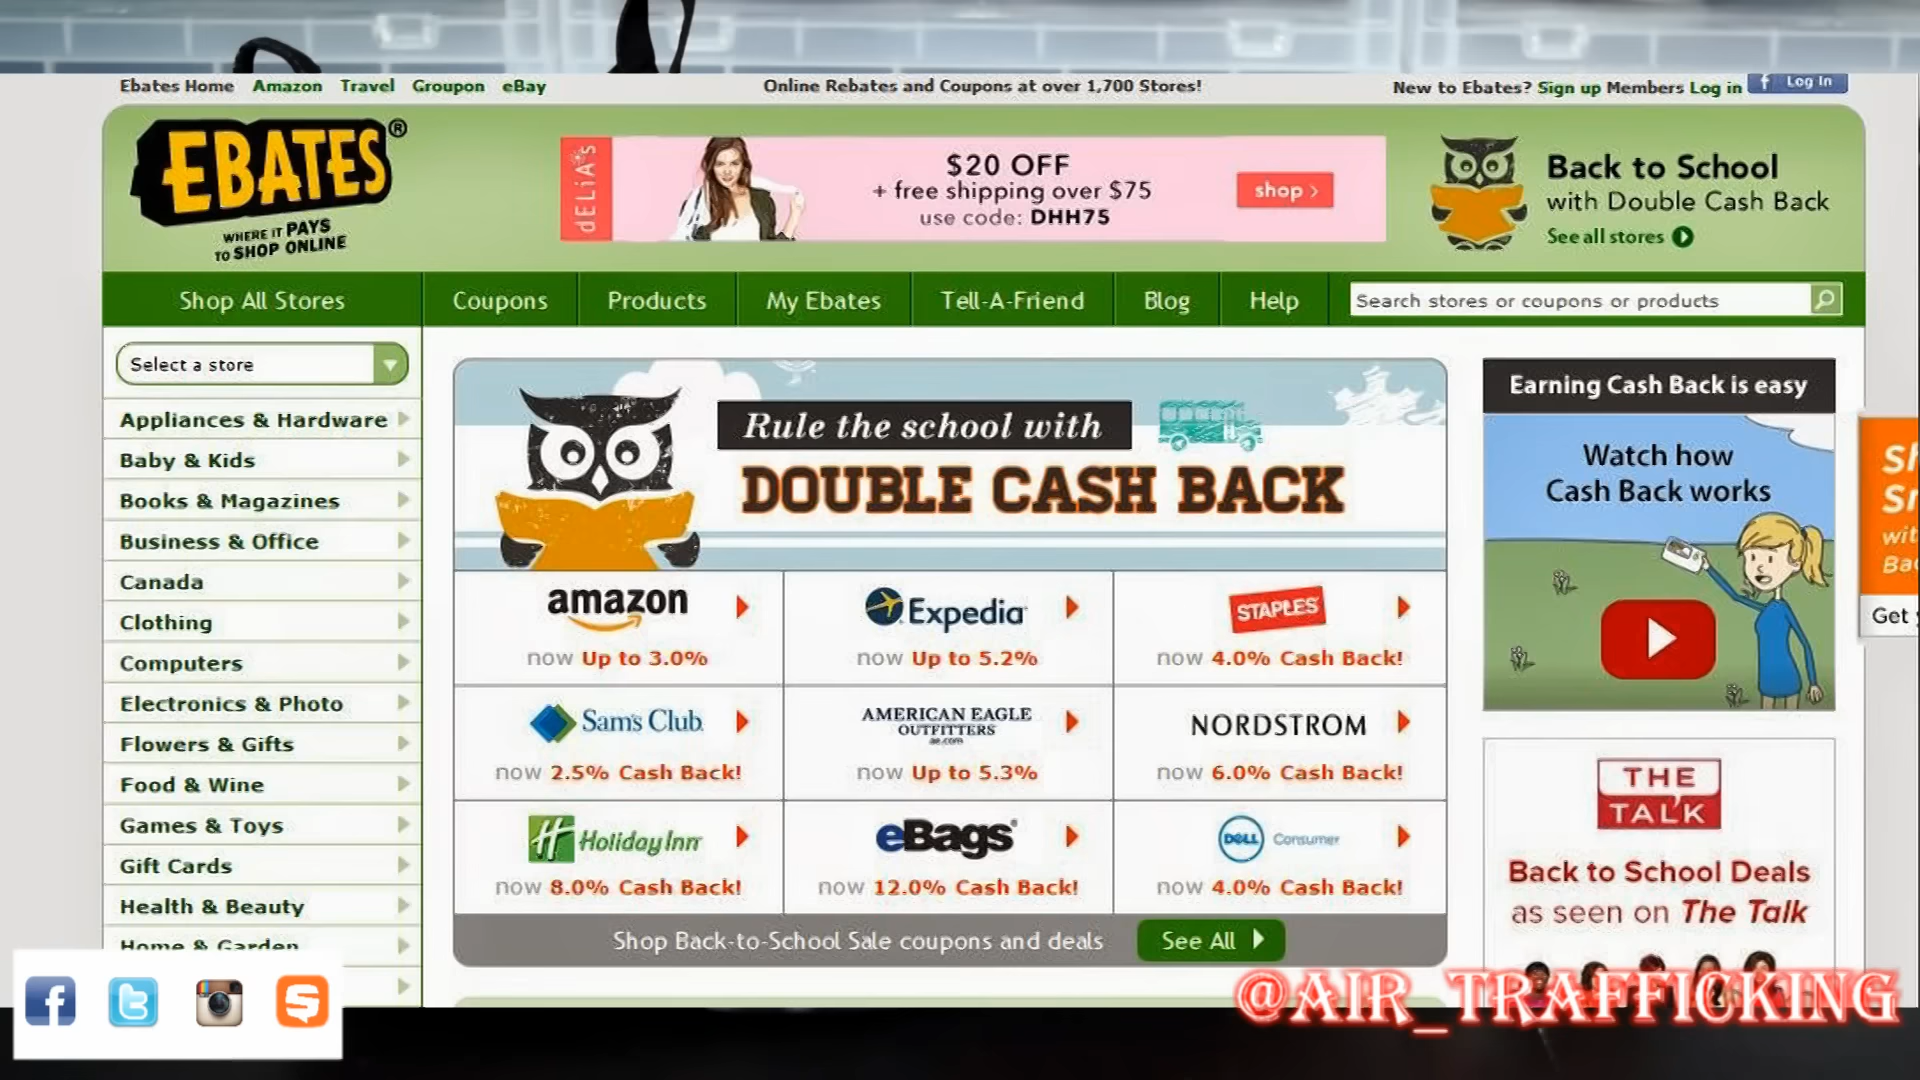 Ebates Home Amazon Travel Groupon eBay
Online Rebates and Coupons at over 1,700 Stores!
New to Ebates? Sign up Members Log in
f Log In
EBATES®
WHERE IT PAYS
TO SHOP ONLINE
dELiA*s
$20 OFF
+ free shipping over $75
use code: DHH75
shop >
Back to School
with Double Cash Back
See all stores
Shop All Stores
Coupons
Products
My Ebates
Tell-A-Friend
Blog
Help
Search stores or coupons or products
Select a store
Appliances & Hardware
Baby & Kids
Books & Magazines
Business & Office
Canada
Clothing
Computers
Electronics & Photo
Flowers & Gifts
Food & Wine
Games & Toys
Gift Cards
Health & Beauty
Home & Garden
Rule the school with
DOUBLE CASH BACK
amazon
now Up to 3.0%
Expedia
now Up to 5.2%
STAPLES
now 4.0% Cash Back!
Sam's Club
now 2.5% Cash Back!
AMERICAN EAGLE
OUTFITTERS
ae.com
now Up to 5.3%
NORDSTROM
now 6.0% Cash Back!
Holiday Inn
now 8.0% Cash Back!
eBags®
now 12.0% Cash Back!
DELL Consumer
now 4.0% Cash Back!
Shop Back-to-School Sale coupons and deals
See All
Earning Cash Back is easy
Watch how
Cash Back works
THE
TALK
Back to School Deals
as seen on The Talk
Get
@AIR_TRAFFICKING